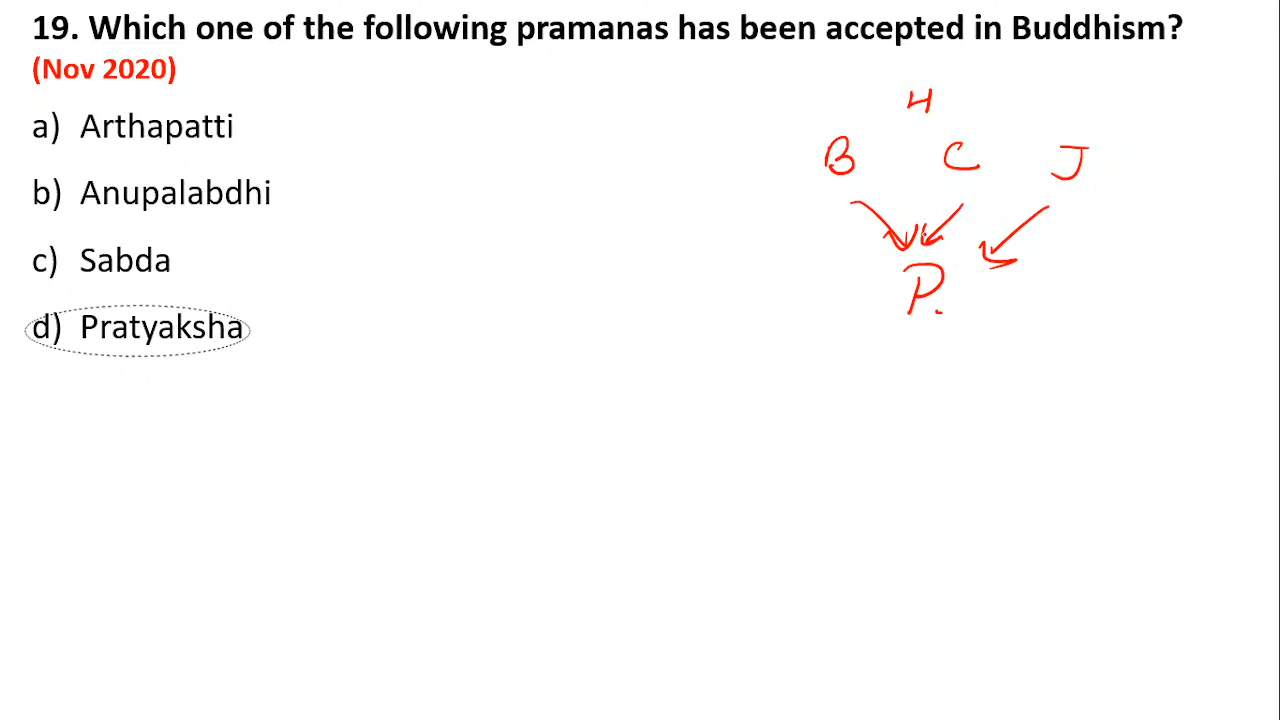 19. Which one of the following pramanas has been accepted in Buddhism?
(Nov 2020)
a) Arthapatti
b) Anupalabdhi
c) Sabda
d) Pratyaksha
H
B C J
P.